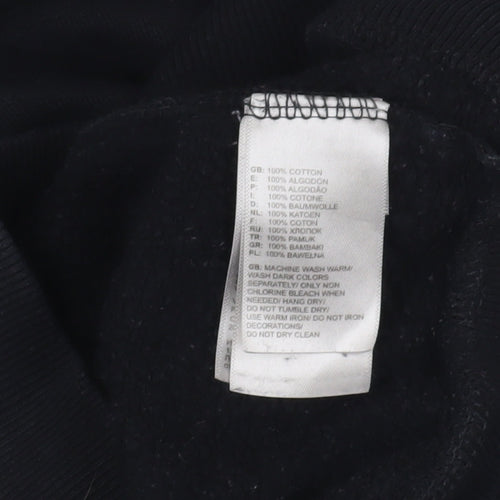 GB: 100% COTTON
E: 100% ALGODON
P: 100% ALGODÃO
I: 100% COTONE
D: 100% BAUMWOLLE
NL: 100% KATOEN
F: 100% COTON
RU: 100% ХЛОПОК
TR: 100% PAMUK
GR: 100% BAMBAKI
PL: 100% BAWELNA
GB: MACHINE WASH WARM/
WASH DARK COLORS
SEPARATELY/ ONLY NON
CHLORINE BLEACH WHEN
NEEDED/ HANG DRY/
DO NOT TUMBLE DRY/
USE WARM IRON/ DO NOT IRON
DECORATIONS/
DO NOT DRY CLEAN